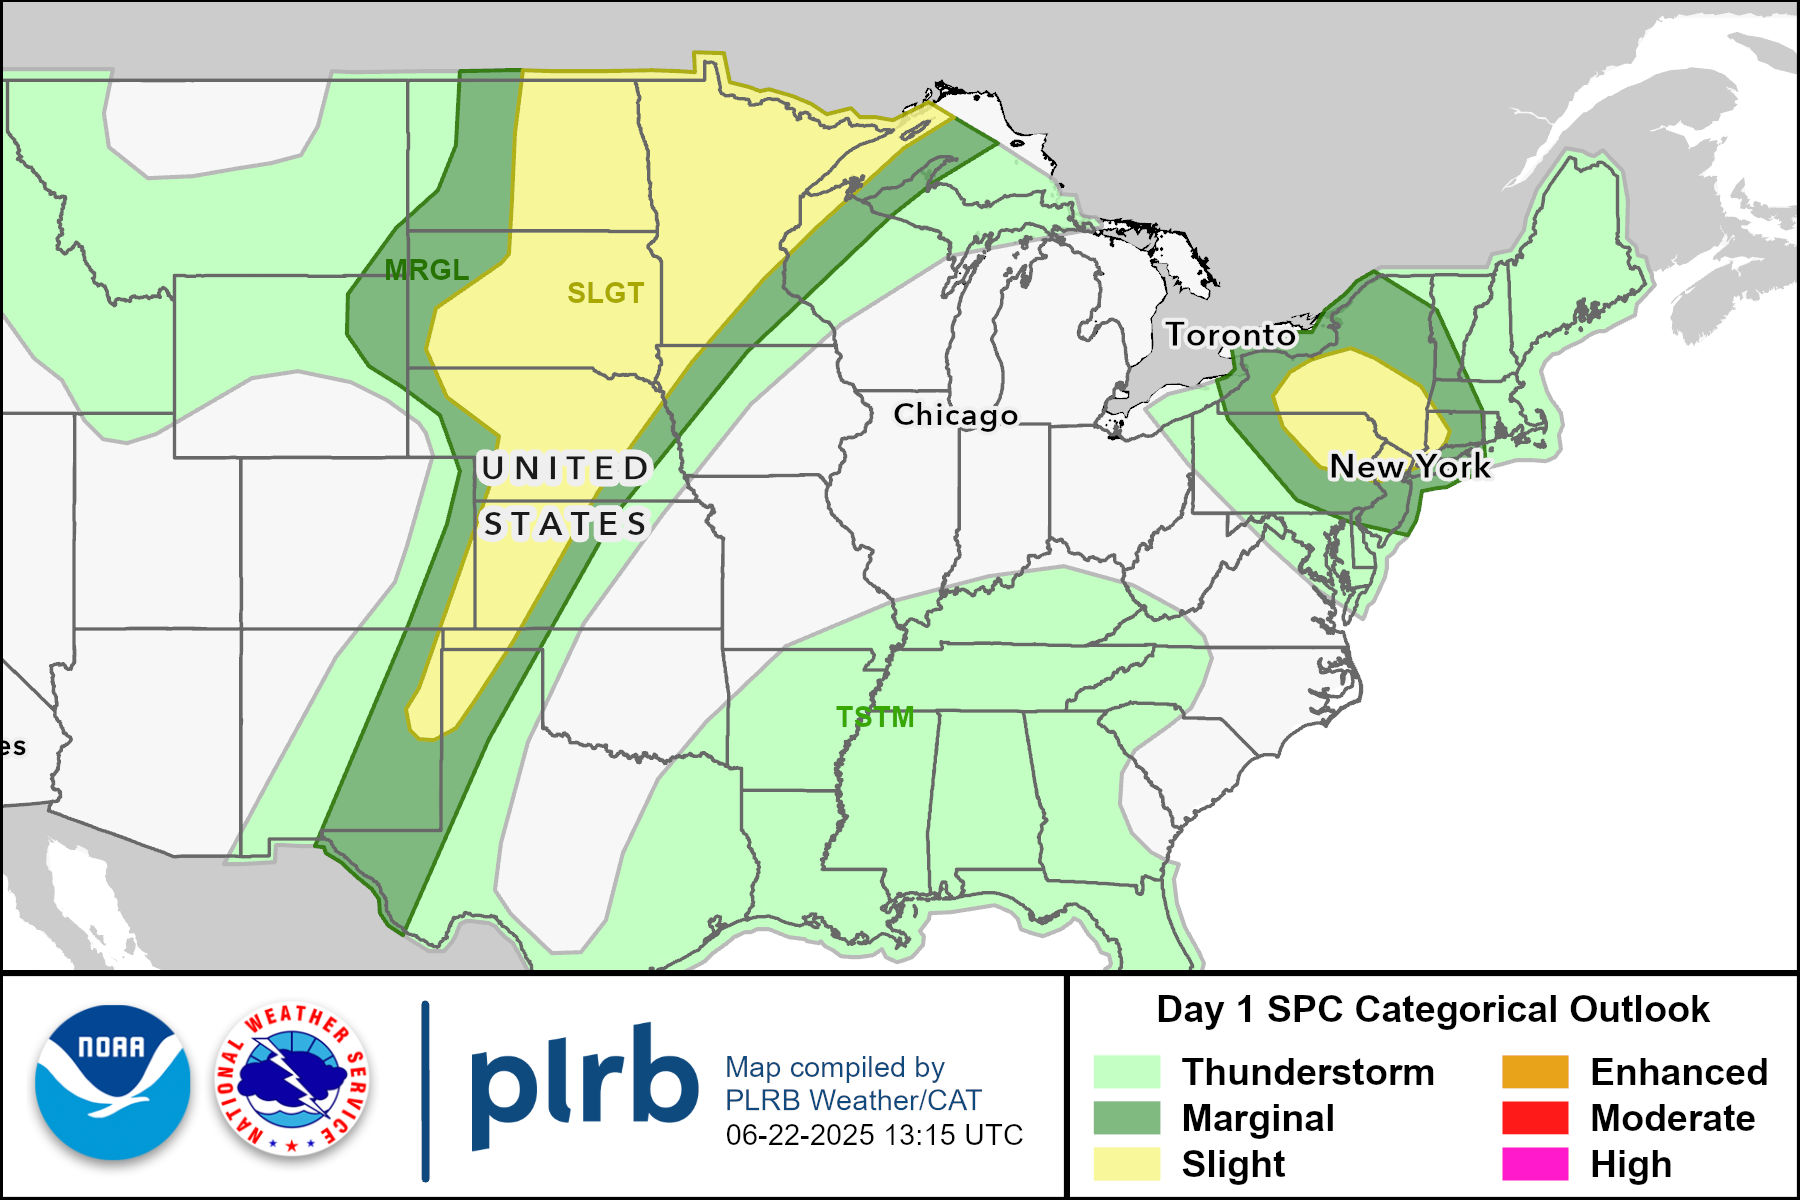 MRGL
SLGT
Toronto
Chicago
UNITED
STATES
New York
TSTM
es
NOAA
NATIONAL WEATHER SERVICE
plrb
Map compiled by
PLRB Weather/CAT
06-22-2025 13:15 UTC
Day 1 SPC Categorical Outlook
Thunderstorm
Marginal
Slight
Enhanced
Moderate
High